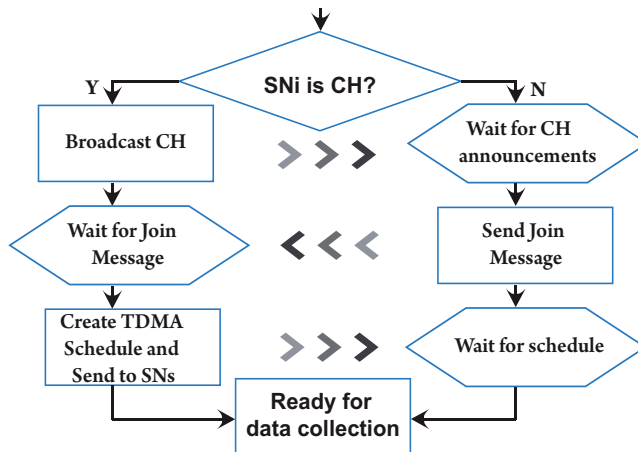 SNi is CH?
Y
N
Broadcast CH
Wait for CH
announcements
Wait for Join
Message
Send Join
Message
Create TDMA
Schedule and
Send to SNs
Wait for schedule
Ready for
data collection